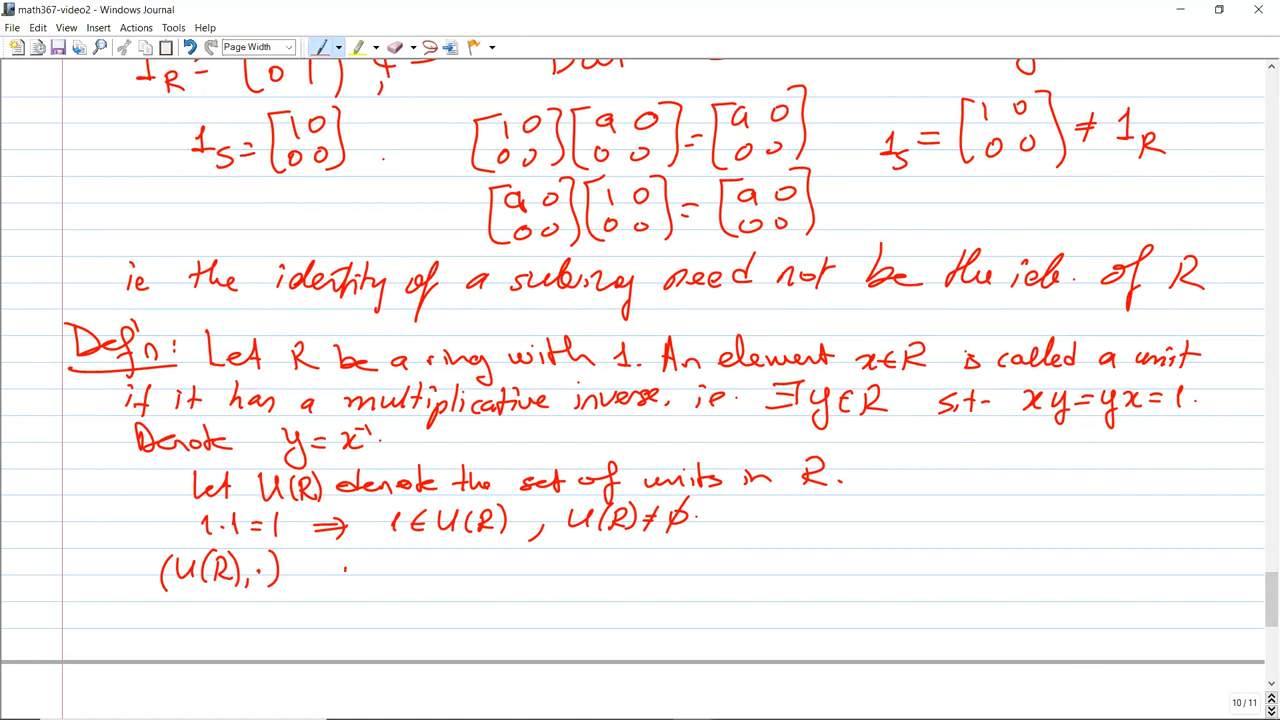 math367-video2 - Windows Journal
File Edit View Insert Actions Tools Help
Page Width
1_R = [ 0 1 ]
1_S = [1 0; 0 0]. [1 0; 0 0][a 0; 0 0] = [a 0; 0 0] 1_S = [1 0; 0 0] ≠ 1_R
[a 0; 0 0][1 0; 0 0] = [a 0; 0 0]
ie the identity of a subring need not be the ide. of R
Def'n: Let R be a ring with 1. An element x∈R is called a unit
if it has a multiplicative inverse, i.e. ∃ y∈R s.t. xy=yx=1.
Denote y = x⁻¹.
Let U(R) denote the set of units in R.
1.1=1 ⇒ 1∈U(R), U(R)≠∅.
(U(R),·)
10 / 11